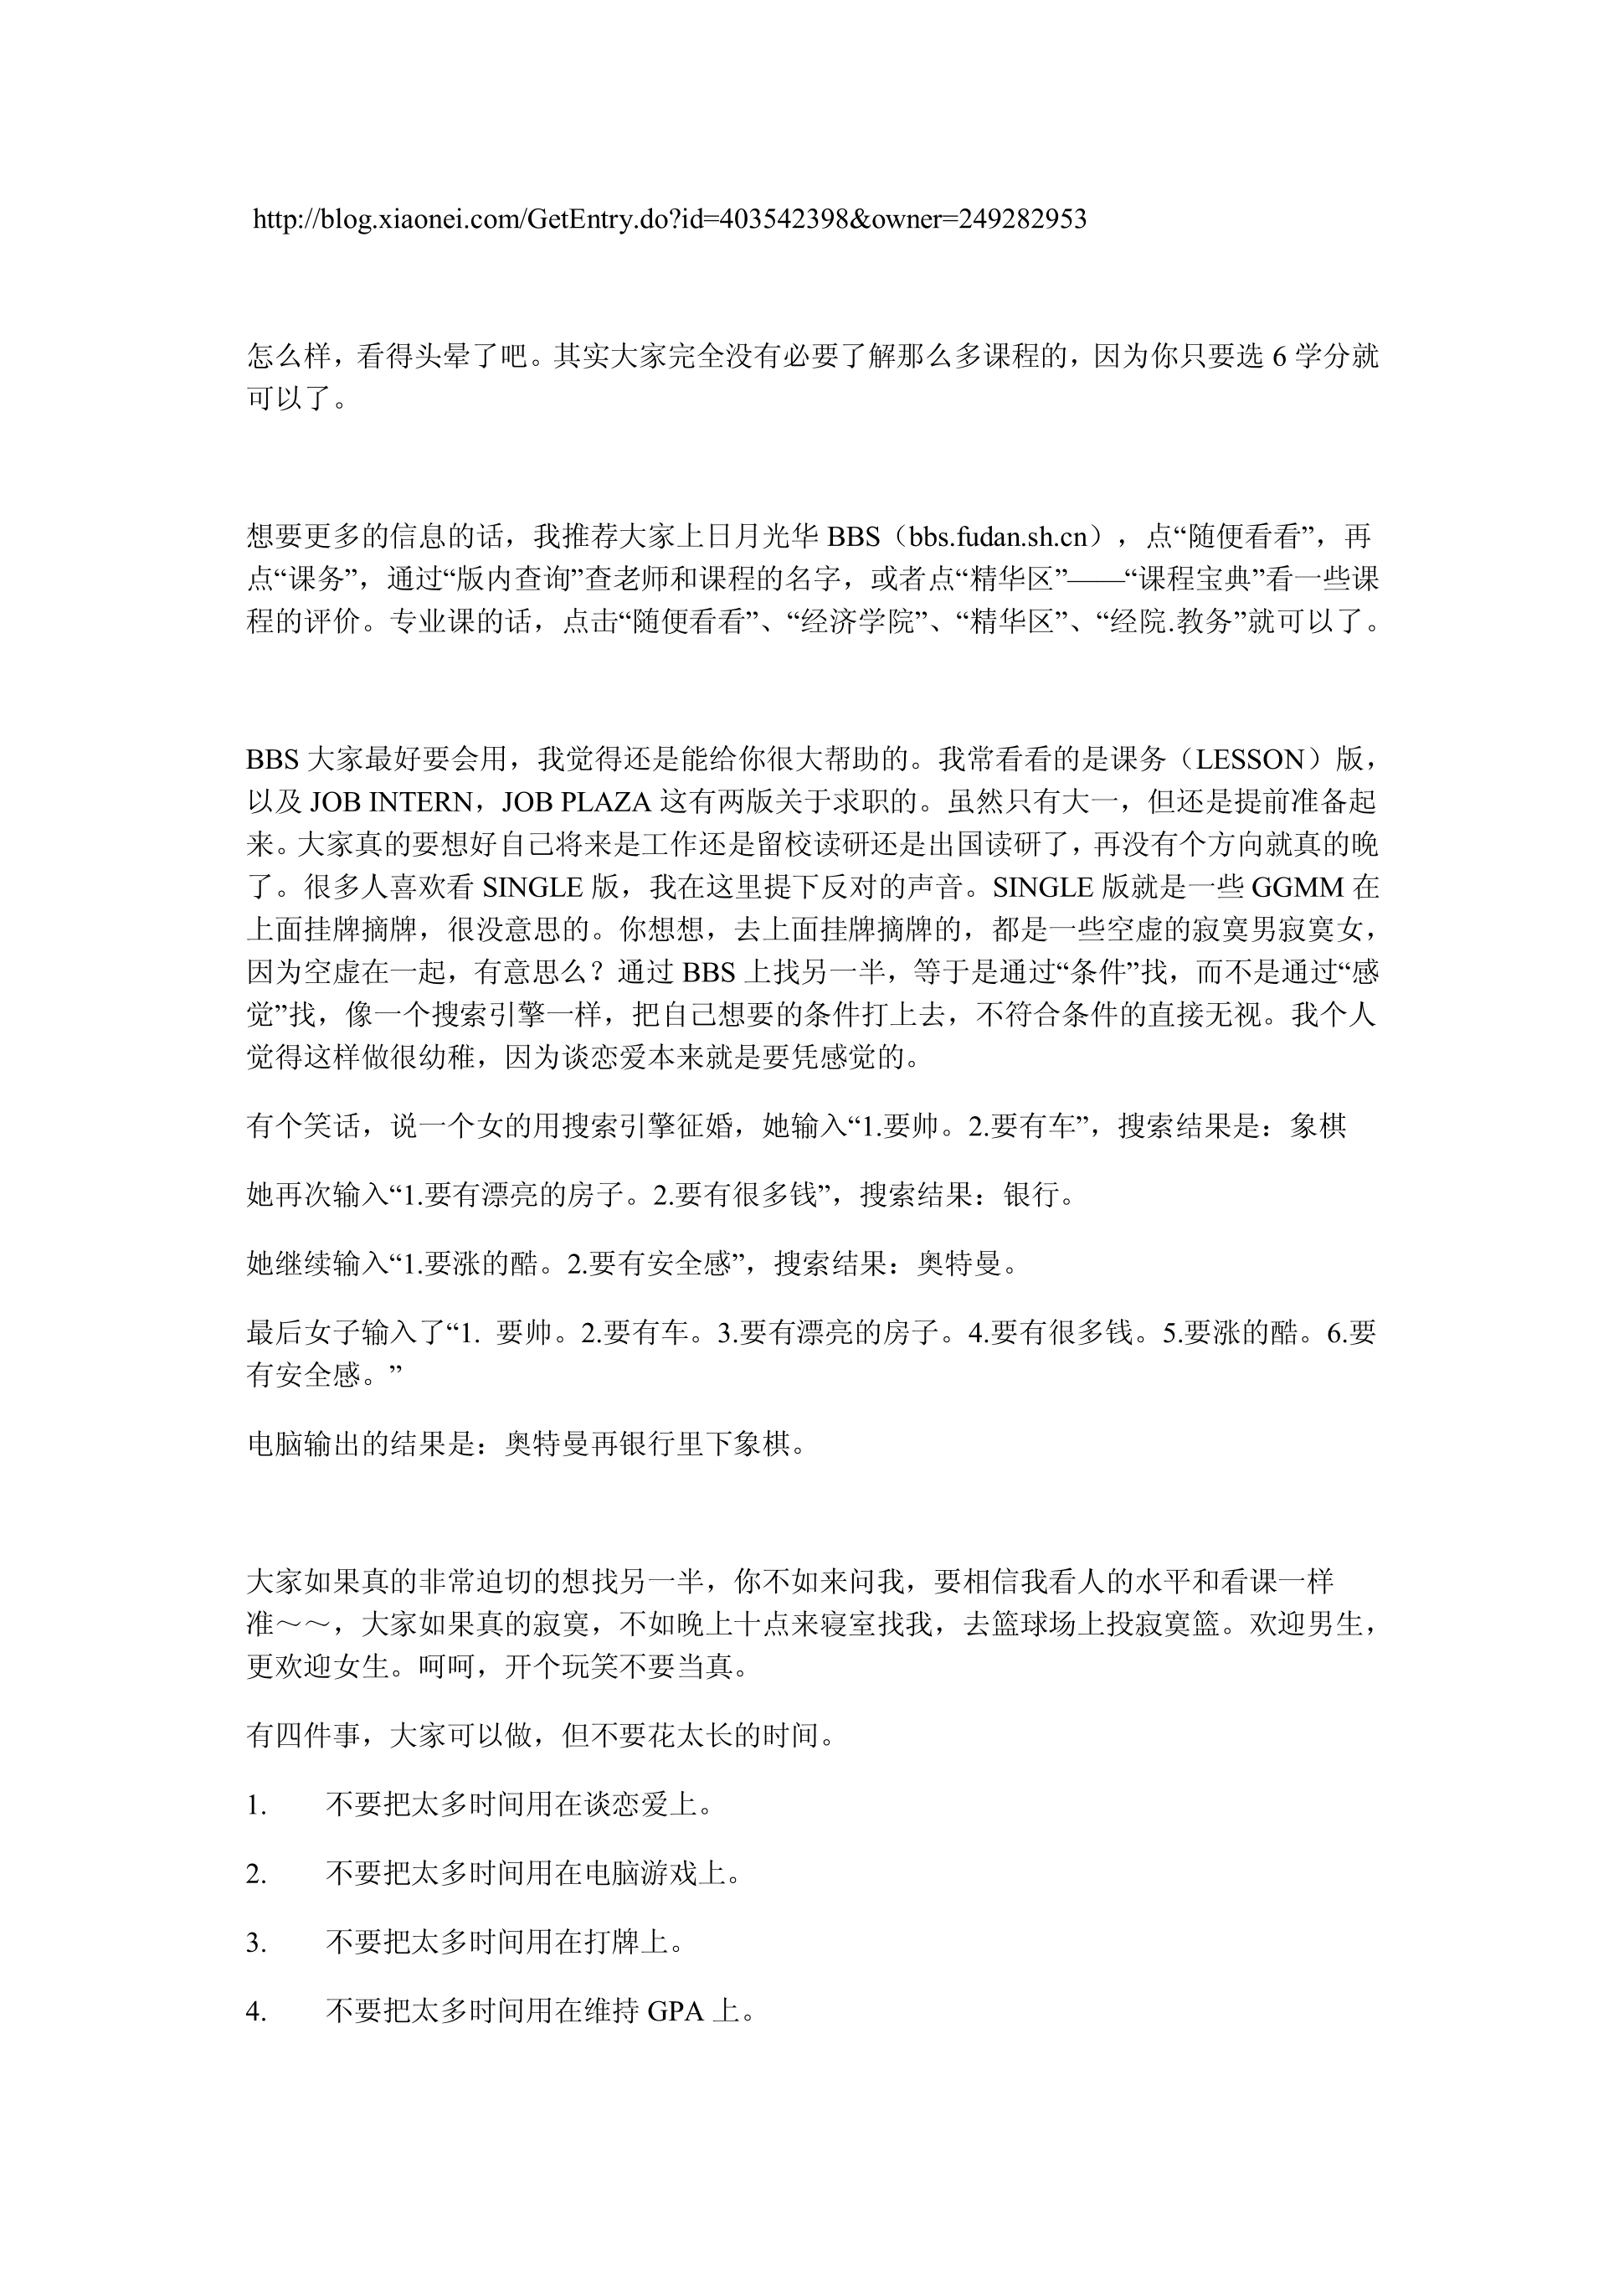 http://blog.xiaonei.com/GetEntry.do?id=403542398&owner=249282953
怎么样，看得头晕了吧。其实大家完全没有必要了解那么多课程的，因为你只要选 6 学分就
可以了。
想要更多的信息的话，我推荐大家上日月光华 BBS（bbs.fudan.sh.cn），点“随便看看”，再
点“课务”，通过“版内查询”查老师和课程的名字，或者点“精华区”——“课程宝典”看一些课
程的评价。专业课的话，点击“随便看看”、“经济学院”、“精华区”、“经院.教务”就可以了。
BBS 大家最好要会用，我觉得还是能给你很大帮助的。我常看看的是课务（LESSON）版，
以及 JOB INTERN，JOB PLAZA 这有两版关于求职的。虽然只有大一，但还是提前准备起
来。大家真的要想好自己将来是工作还是留校读研还是出国读研了，再没有个方向就真的晚
了。很多人喜欢看 SINGLE 版，我在这里提下反对的声音。SINGLE 版就是一些 GGMM 在
上面挂牌摘牌，很没意思的。你想想，去上面挂牌摘牌的，都是一些空虚的寂寞男寂寞女，
因为空虚在一起，有意思么？通过 BBS 上找另一半，等于是通过“条件”找，而不是通过“感
觉”找，像一个搜索引擎一样，把自己想要的条件打上去，不符合条件的直接无视。我个人
觉得这样做很幼稚，因为谈恋爱本来就是要凭感觉的。
有个笑话，说一个女的用搜索引擎征婚，她输入“1.要帅。2.要有车”，搜索结果是：象棋
她再次输入“1.要有漂亮的房子。2.要有很多钱”，搜索结果：银行。
她继续输入“1.要涨的酷。2.要有安全感”，搜索结果：奥特曼。
最后女子输入了“1. 要帅。2.要有车。3.要有漂亮的房子。4.要有很多钱。5.要涨的酷。6.要
有安全感。”
电脑输出的结果是：奥特曼再银行里下象棋。
大家如果真的非常迫切的想找另一半，你不如来问我，要相信我看人的水平和看课一样
准～～，大家如果真的寂寞，不如晚上十点来寝室找我，去篮球场上投寂寞篮。欢迎男生，
更欢迎女生。呵呵，开个玩笑不要当真。
有四件事，大家可以做，但不要花太长的时间。
1. 不要把太多时间用在谈恋爱上。
2. 不要把太多时间用在电脑游戏上。
3. 不要把太多时间用在打牌上。
4. 不要把太多时间用在维持 GPA 上。